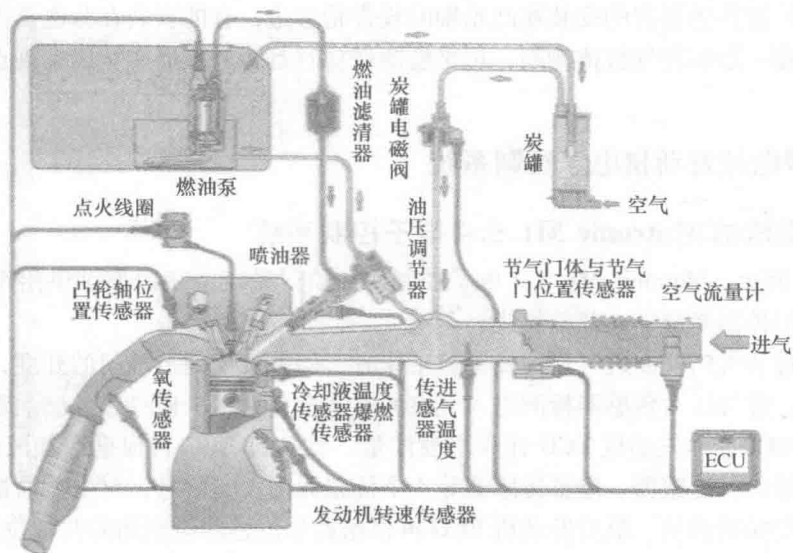 燃油滤清器
炭罐电磁阀
炭罐
燃油泵
空气
点火线圈
喷油器
油压调节器
节气门体与节气
门位置传感器
空气流量计
凸轮轴位
置传感器
进气
氧传感器
冷却液温度
传感器爆燃
传感器
进气温度
传感器
ECU
发动机转速传感器